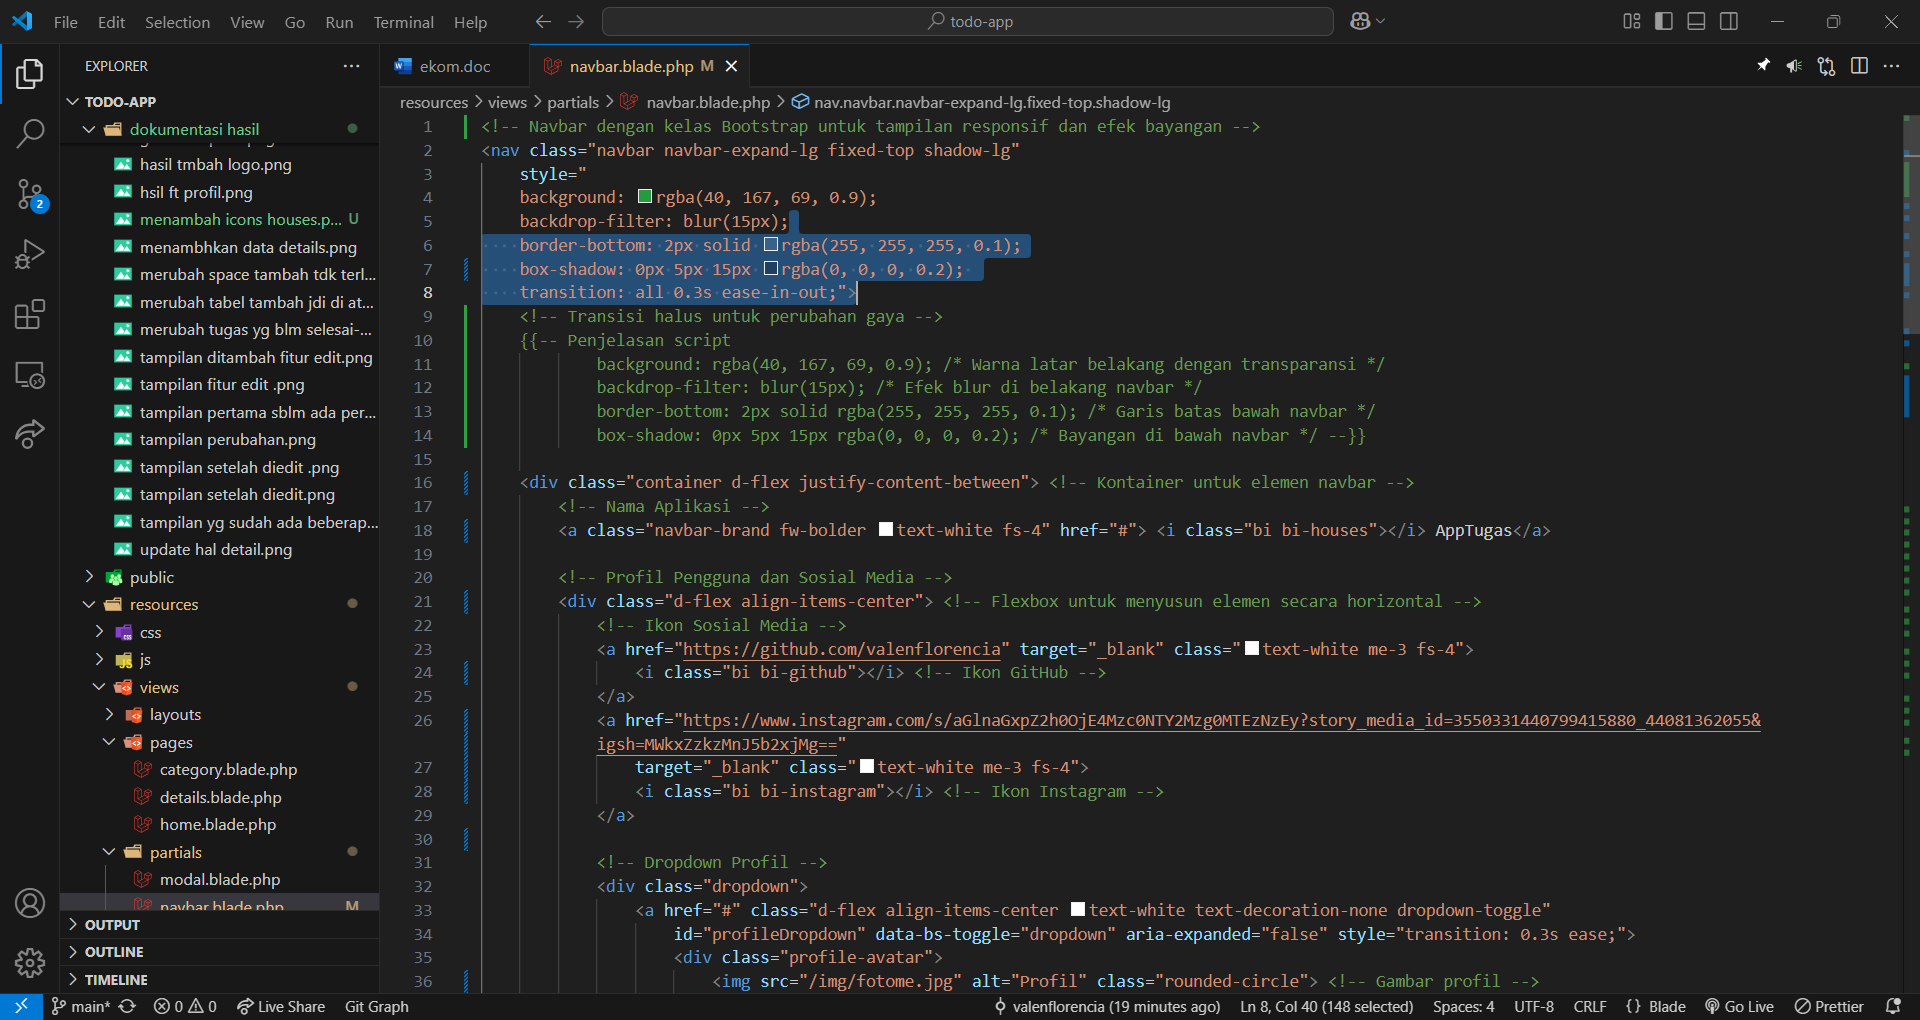 File Edit Selection View Go Run Terminal Help
todo-app
EXPLORER
TODO-APP
dokumentasi hasil
hasil tmbah logo.png
hsil ft profil.png
menambah icons houses.p... U
menambhkan data details.png
merubah space tambah tdk terl...
merubah tabel tambah jdi di at...
merubah tugas yg blm selesai-...
tampilan ditambah fitur edit.png
tampilan fitur edit .png
tampilan pertama sblm ada per...
tampilan perubahan.png
tampilan setelah diedit .png
tampilan setelah diedit.png
tampilan yg sudah ada beberap...
update hal detail.png
public
resources
css
js
views
layouts
pages
category.blade.php
details.blade.php
home.blade.php
partials
modal.blade.php
navbar.blade.php M
OUTPUT
OUTLINE
TIMELINE
2
ekom.doc
navbar.blade.php M
resources > views > partials > navbar.blade.php > nav.navbar.navbar-expand-lg.fixed-top.shadow-lg
1 <!-- Navbar dengan kelas Bootstrap untuk tampilan responsif dan efek bayangan -->
2 <nav class="navbar navbar-expand-lg fixed-top shadow-lg"
3 style="
4 background: rgba(40, 167, 69, 0.9);
5 backdrop-filter: blur(15px);
6 border-bottom: 2px solid rgba(255, 255, 255, 0.1);
7 box-shadow: 0px 5px 15px rgba(0, 0, 0, 0.2);
8 transition: all 0.3s ease-in-out;">
9 <!-- Transisi halus untuk perubahan gaya -->
10 {{-- Penjelasan script
11 background: rgba(40, 167, 69, 0.9); /* Warna latar belakang dengan transparansi */
12 backdrop-filter: blur(15px); /* Efek blur di belakang navbar */
13 border-bottom: 2px solid rgba(255, 255, 255, 0.1); /* Garis batas bawah navbar */
14 box-shadow: 0px 5px 15px rgba(0, 0, 0, 0.2); /* Bayangan di bawah navbar */ --}}
15
16 <div class="container d-flex justify-content-between"> <!-- Kontainer untuk elemen navbar -->
17 <!-- Nama Aplikasi -->
18 <a class="navbar-brand fw-bolder text-white fs-4" href="#"> <i class="bi bi-houses"></i> AppTugas</a>
19
20 <!-- Profil Pengguna dan Sosial Media -->
21 <div class="d-flex align-items-center"> <!-- Flexbox untuk menyusun elemen secara horizontal -->
22 <!-- Ikon Sosial Media -->
23 <a href="https://github.com/valenflorencia" target="_blank" class="text-white me-3 fs-4">
24 <i class="bi bi-github"></i> <!-- Ikon GitHub -->
25 </a>
26 <a href="https://www.instagram.com/s/aGlnaGxpZ2h0OjE4Mzc0NTY2Mzg0MTEzNzEy?story_media_id=3550331440799415880_44081362055&
igsh=MWkxZzkzMnJ5b2xjMg=="
27 target="_blank" class="text-white me-3 fs-4">
28 <i class="bi bi-instagram"></i> <!-- Ikon Instagram -->
29 </a>
30
31 <!-- Dropdown Profil -->
32 <div class="dropdown">
33 <a href="#" class="d-flex align-items-center text-white text-decoration-none dropdown-toggle"
34 id="profileDropdown" data-bs-toggle="dropdown" aria-expanded="false" style="transition: 0.3s ease;">
35 <div class="profile-avatar">
36 <img src="/img/fotome.jpg" alt="Profil" class="rounded-circle"> <!-- Gambar profil -->
main* 0 0 Live Share Git Graph valenflorencia (19 minutes ago) Ln 8, Col 40 (148 selected) Spaces: 4 UTF-8 CRLF {} Blade Go Live Prettier